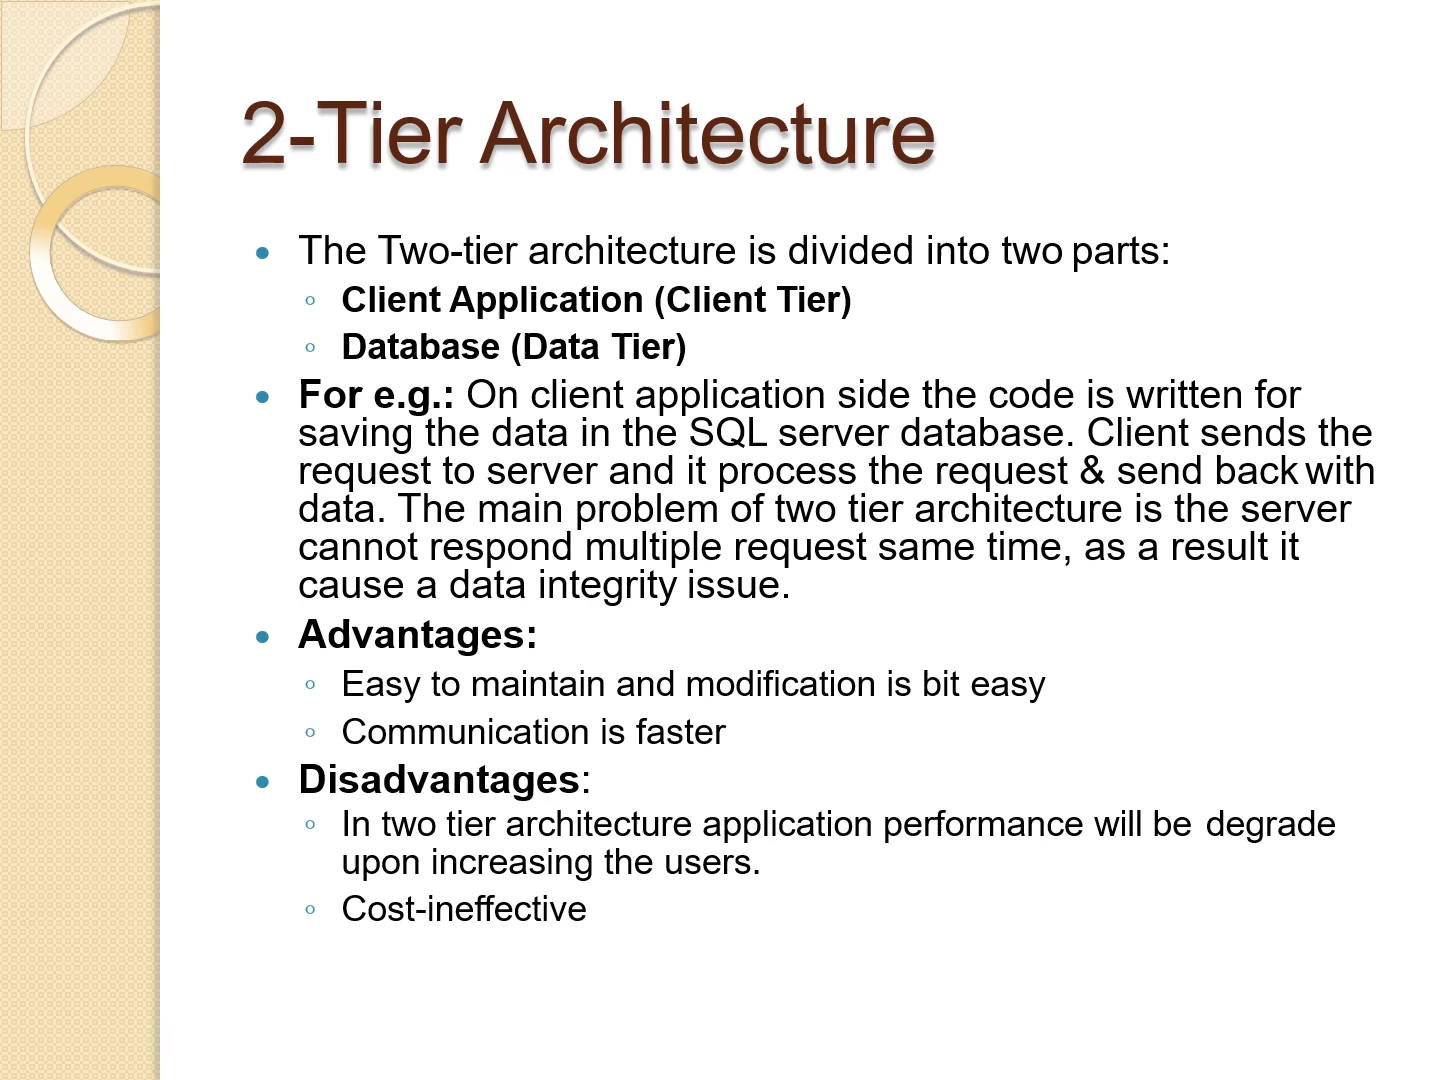 2-Tier Architecture
The Two-tier architecture is divided into two parts:
Client Application (Client Tier)
Database (Data Tier)
For e.g.: On client application side the code is written for
saving the data in the SQL server database. Client sends the
request to server and it process the request & send back with
data. The main problem of two tier architecture is the server
cannot respond multiple request same time, as a result it
cause a data integrity issue.
Advantages:
Easy to maintain and modification is bit easy
Communication is faster
Disadvantages:
In two tier architecture application performance will be degrade
upon increasing the users.
Cost-ineffective